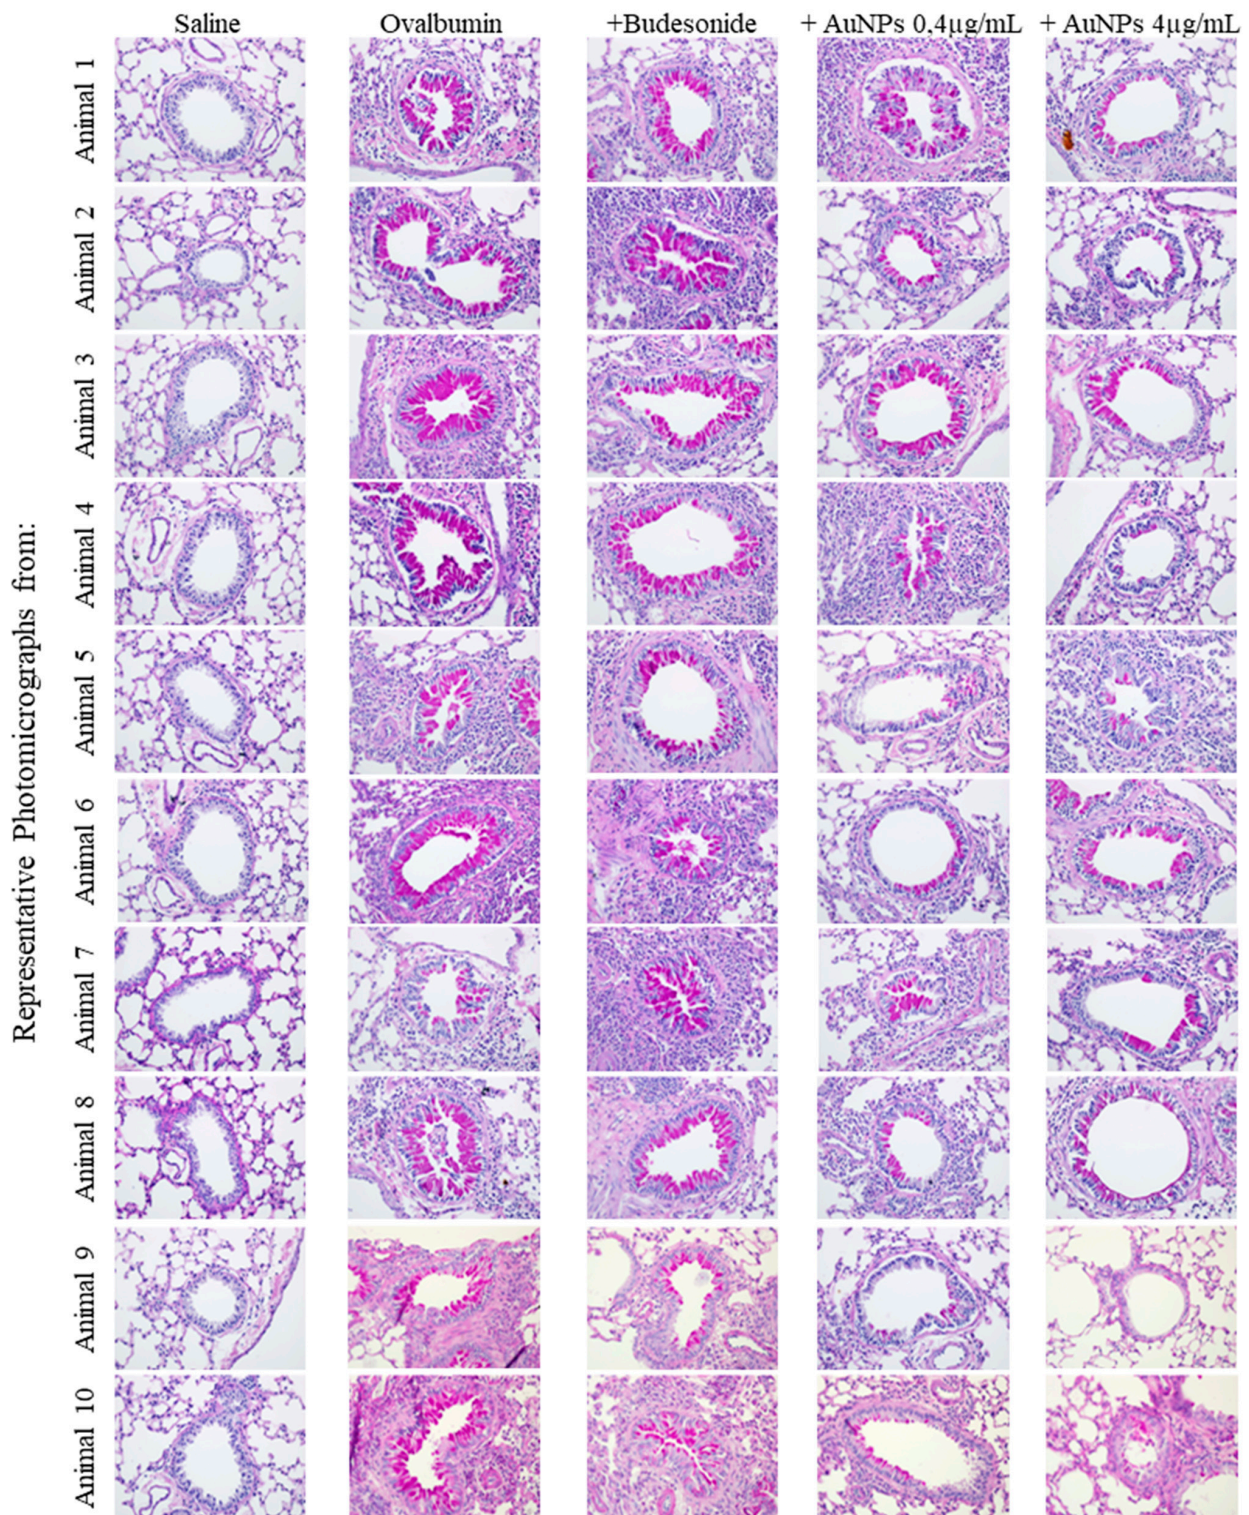 Saline
Ovalbumin
+Budesonide
+ AuNPs 0,4µg/mL
+ AuNPs 4µg/mL
Representative Photomicrographs from:
Animal 1
Animal 2
Animal 3
Animal 4
Animal 5
Animal 6
Animal 7
Animal 8
Animal 9
Animal 10